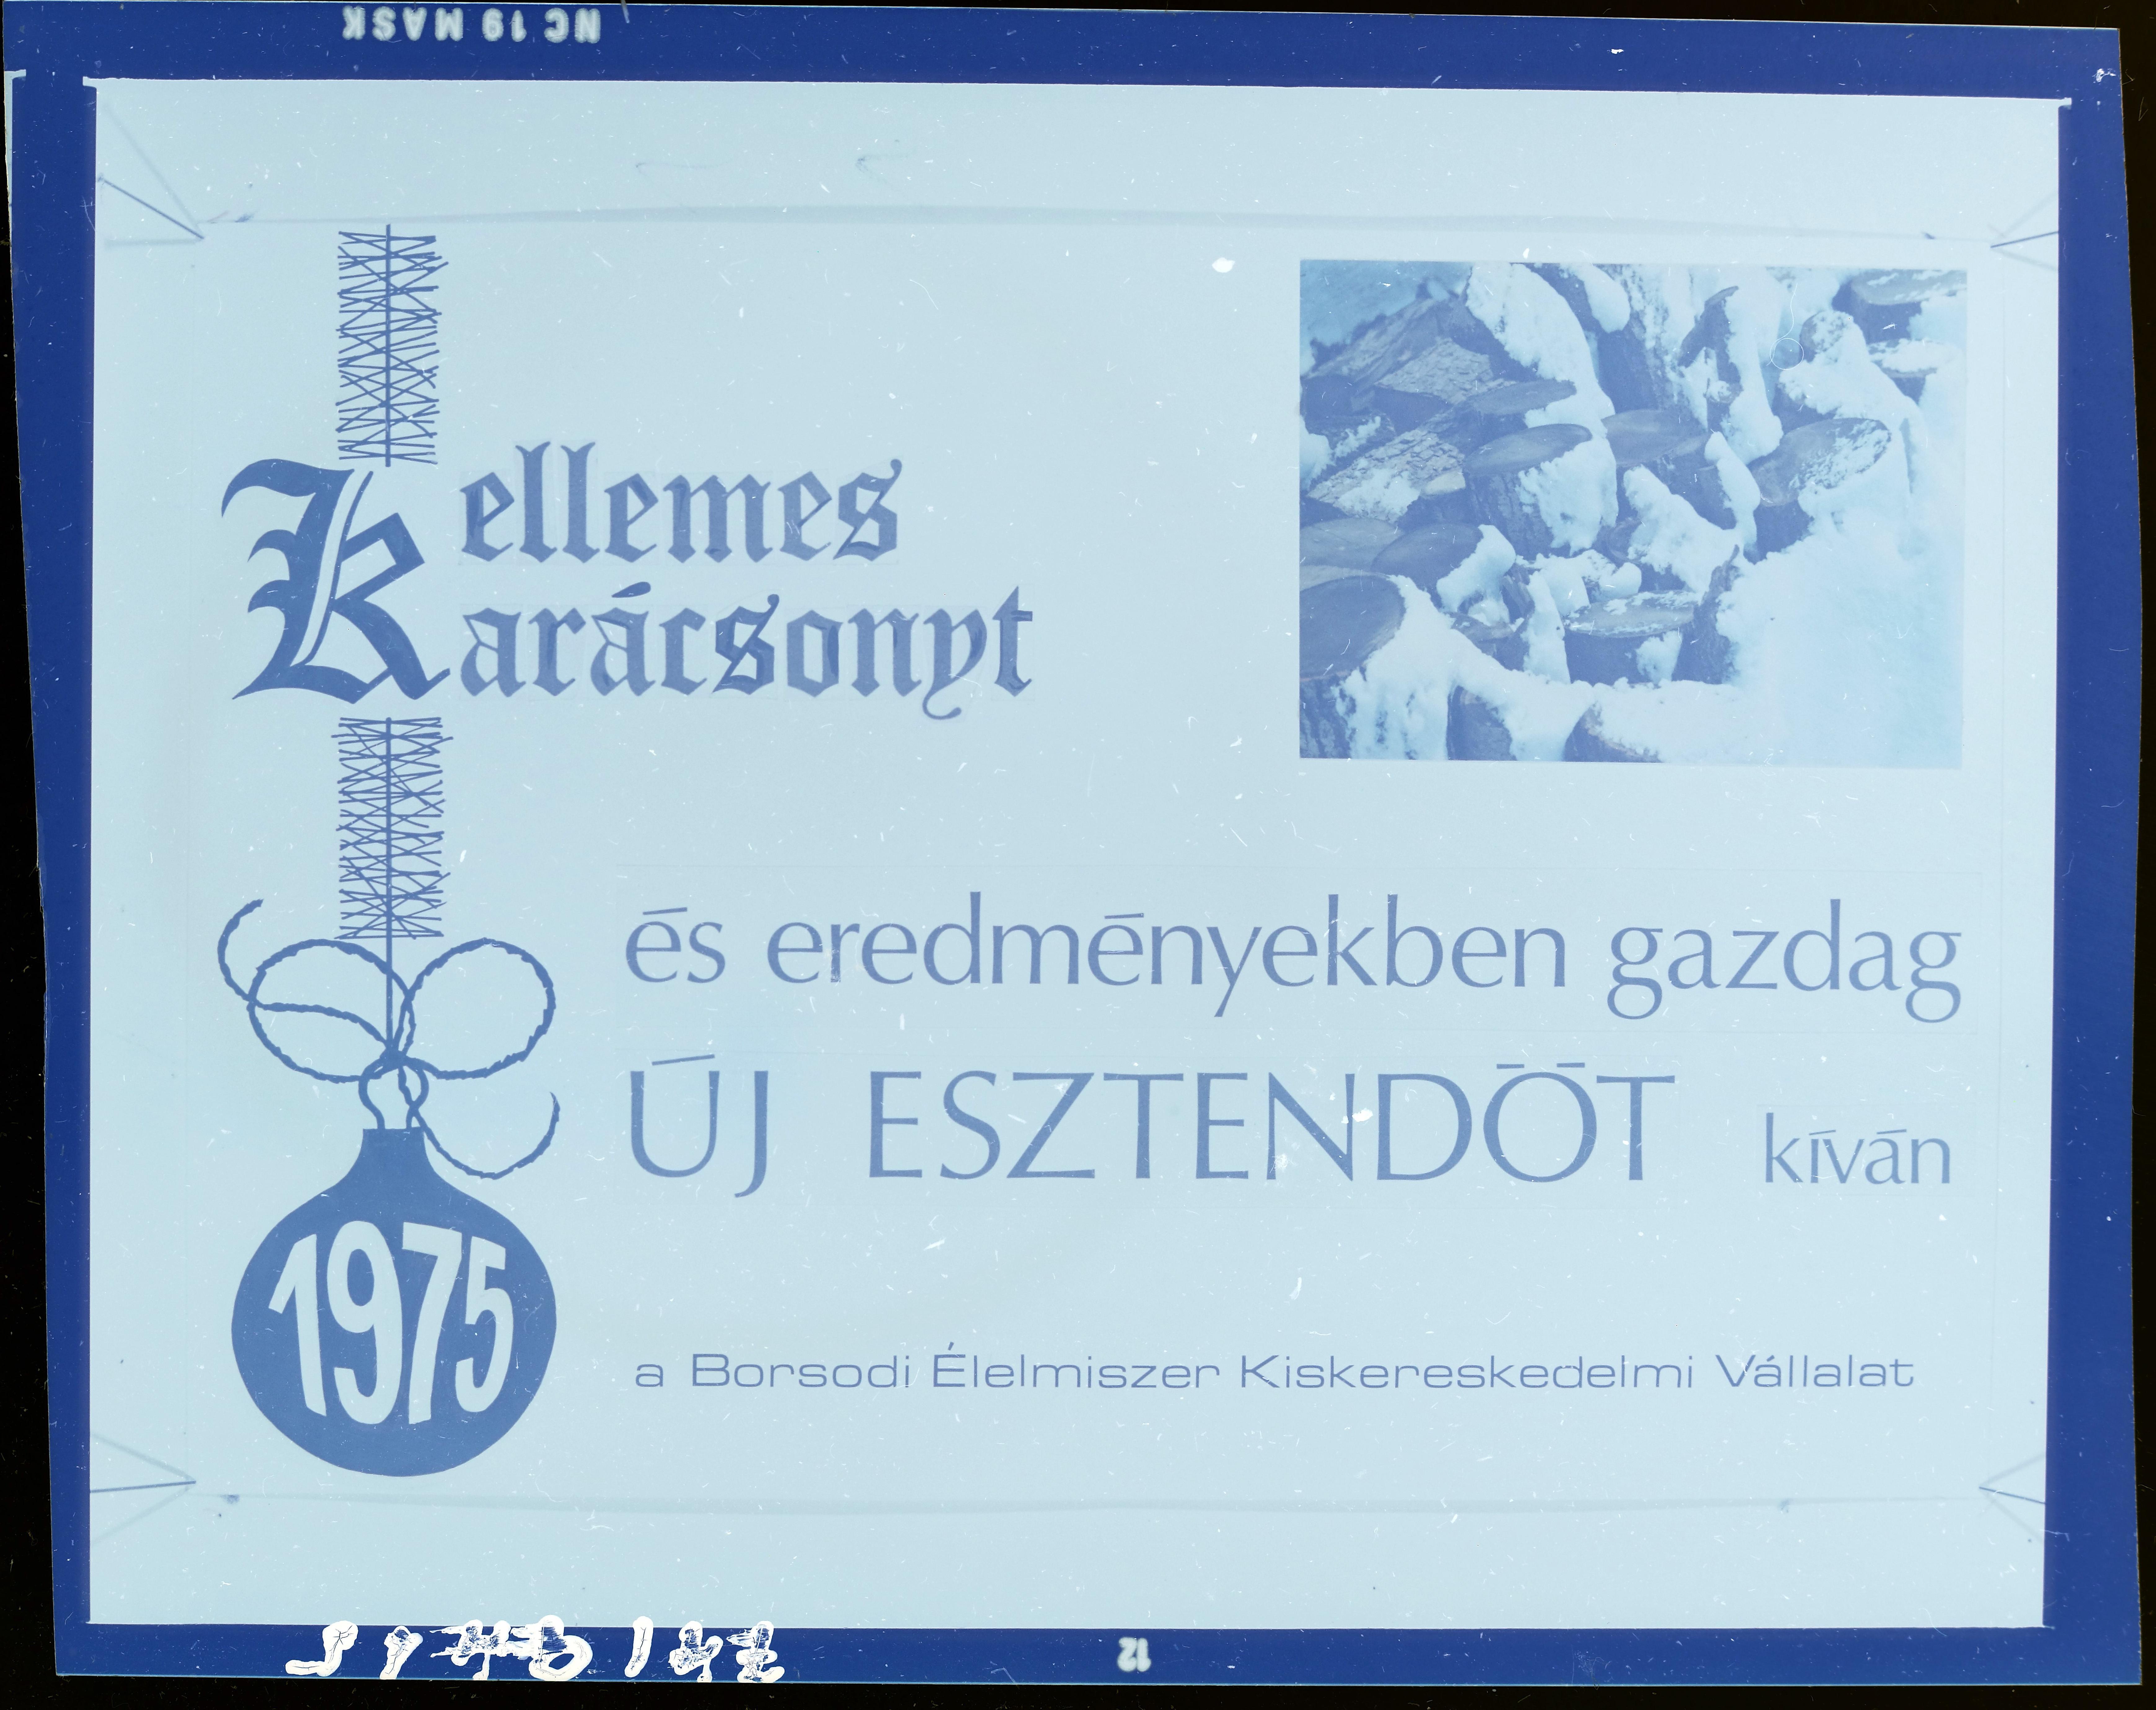 NC 19 MASK
Kellemes
Karácsonyt
és eredményekben gazdag
ÚJ ESZTENDŐT kíván
1975
a Borsodi Élelmiszer Kiskereskedelmi Vállalat
12